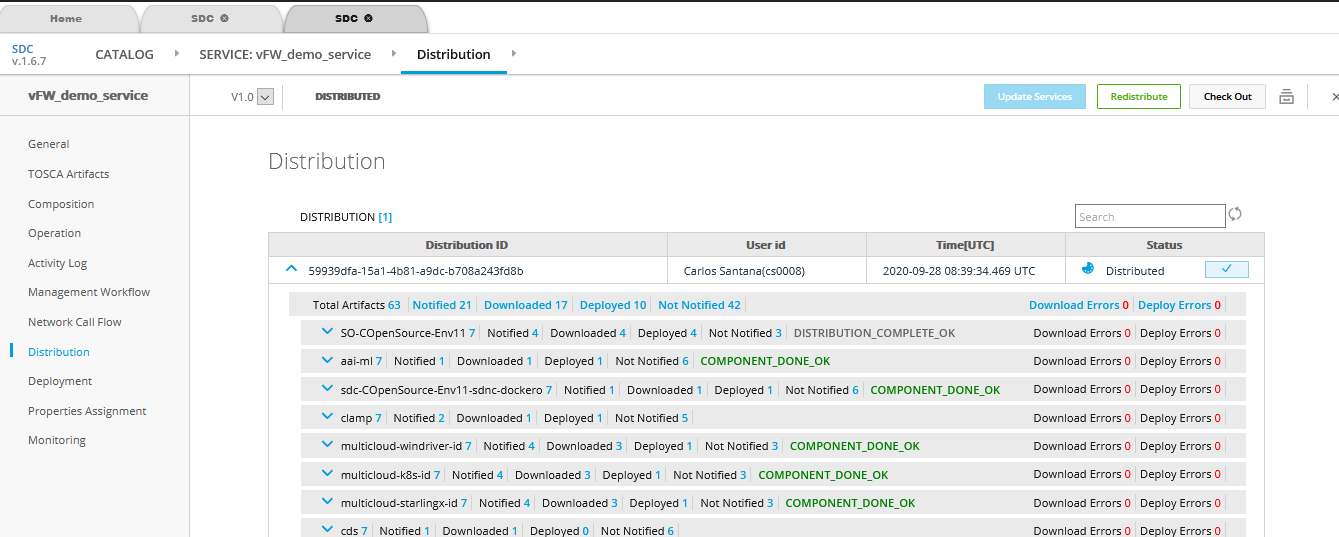 Home SDC SDC
SDC
v.1.6.7
CATALOG SERVICE: vFW_demo_service Distribution
vFW_demo_service
V1.0 DISTRIBUTED Update Services Redistribute Check Out
General
TOSCA Artifacts
Composition
Operation
Activity Log
Management Workflow
Network Call Flow
Distribution
Deployment
Properties Assignment
Monitoring
Distribution
DISTRIBUTION [1] Search
Distribution ID User id Time[UTC] Status
59939dfa-15a1-4b81-a9dc-b708a243fd8b Carlos Santana(cs0008) 2020-09-28 08:39:34.469 UTC Distributed
Total Artifacts 63 Notified 21 Downloaded 17 Deployed 10 Not Notified 42 Download Errors 0 Deploy Errors 0
SO-COpenSource-Env11 7 Notified 4 Downloaded 4 Deployed 4 Not Notified 3 DISTRIBUTION_COMPLETE_OK Download Errors 0 Deploy Errors 0
aai-ml 7 Notified 1 Downloaded 1 Deployed 1 Not Notified 6 COMPONENT_DONE_OK Download Errors 0 Deploy Errors 0
sdc-COpenSource-Env11-sdnc-dockero 7 Notified 1 Downloaded 1 Deployed 1 Not Notified 6 COMPONENT_DONE_OK Download Errors 0 Deploy Errors 0
clamp 7 Notified 2 Downloaded 1 Deployed 1 Not Notified 5 Download Errors 0 Deploy Errors 0
multicloud-windriver-id 7 Notified 4 Downloaded 3 Deployed 1 Not Notified 3 COMPONENT_DONE_OK Download Errors 0 Deploy Errors 0
multicloud-k8s-id 7 Notified 4 Downloaded 3 Deployed 1 Not Notified 3 COMPONENT_DONE_OK Download Errors 0 Deploy Errors 0
multicloud-starlingx-id 7 Notified 4 Downloaded 3 Deployed 1 Not Notified 3 COMPONENT_DONE_OK Download Errors 0 Deploy Errors 0
cds 7 Notified 1 Downloaded 1 Deployed 0 Not Notified 6 Download Errors 0 Deploy Errors 0